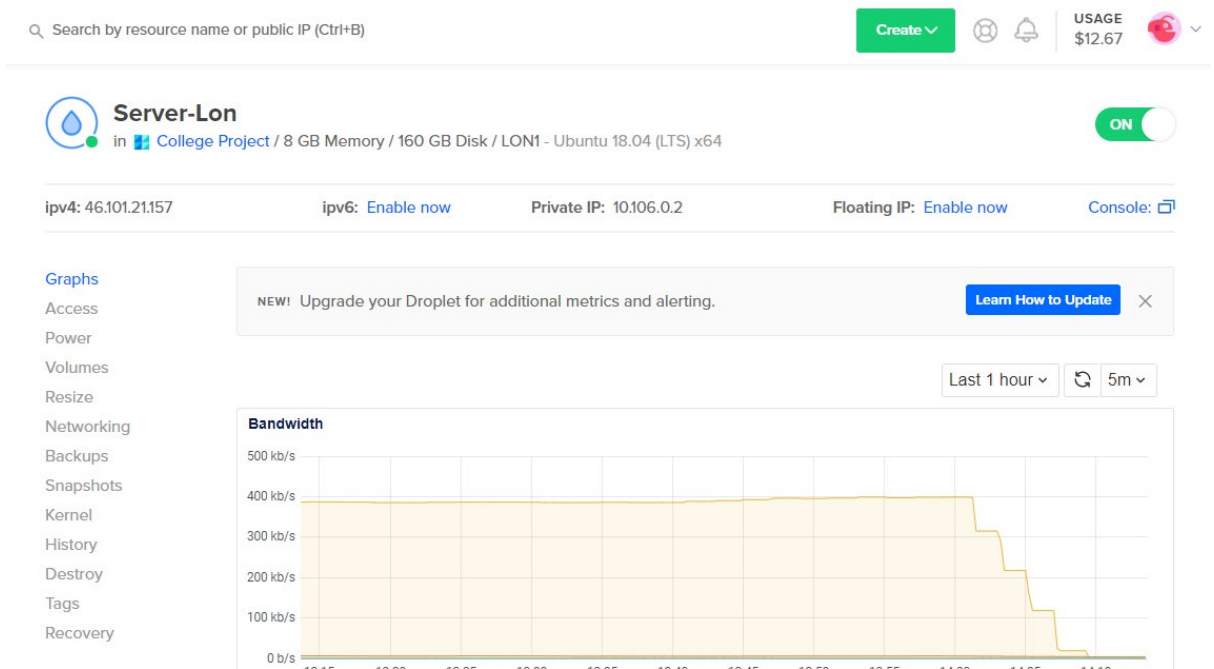 Search by resource name or public IP (Ctrl+B)
Create
USAGE
$12.67
Server-Lon
ON
in College Project / 8 GB Memory / 160 GB Disk / LON1 - Ubuntu 18.04 (LTS) x64
ipv4: 46.101.21.157 ipv6: Enable now Private IP: 10.106.0.2 Floating IP: Enable now Console:
Graphs
Access
Power
Volumes
Resize
Networking
Backups
Snapshots
Kernel
History
Destroy
Tags
Recovery
NEW! Upgrade your Droplet for additional metrics and alerting.
Learn How to Update
Last 1 hour
5m
Bandwidth
500 kb/s
400 kb/s
300 kb/s
200 kb/s
100 kb/s
0 b/s